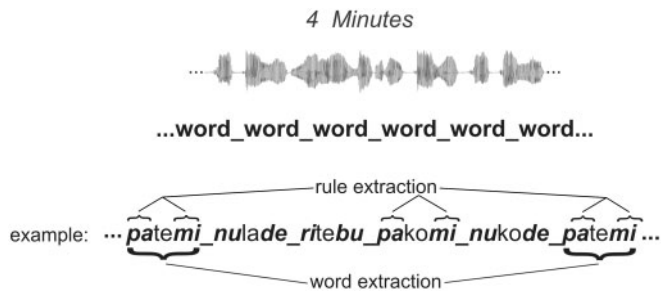 4 Minutes
... ...
...word_word_word_word_word_word...
rule extraction
example: ... patemi_nulade_ritebu_pakomi_nukode_patemi ...
word extraction